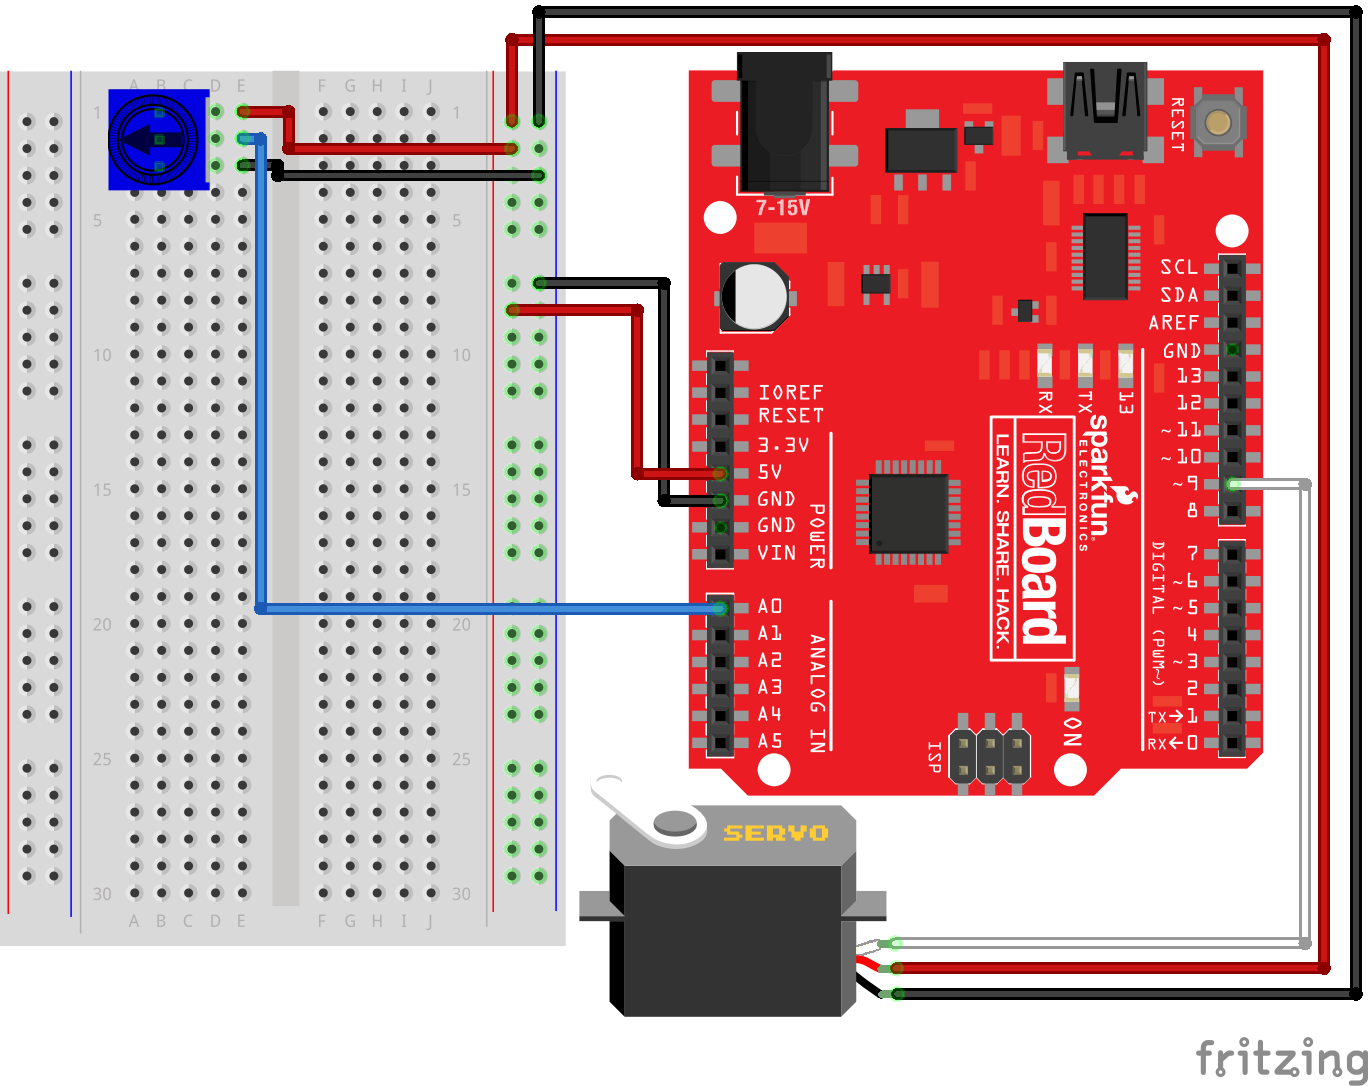 A B C D E F G H I J
1 1
5 5
10 10
15 15
20 20
25 25
30 30
A B C D E F G H I J
7-15V
RESET
SCL
SDA
AREF
GND
13
12
~11
~10
~9
8
7
~6
~5
4
~3
2
TX→1
RX←0
DIGITAL (PWM~)
IOREF
RESET
3.3V
5V
GND
GND
VIN
POWER
A0
A1
A2
A3
A4
A5
ANALOG IN
RX
TX
13
sparkfun
ELECTRONICS
RedBoard
LEARN. SHARE. HACK.
ON
ISP
SERVO
fritzing